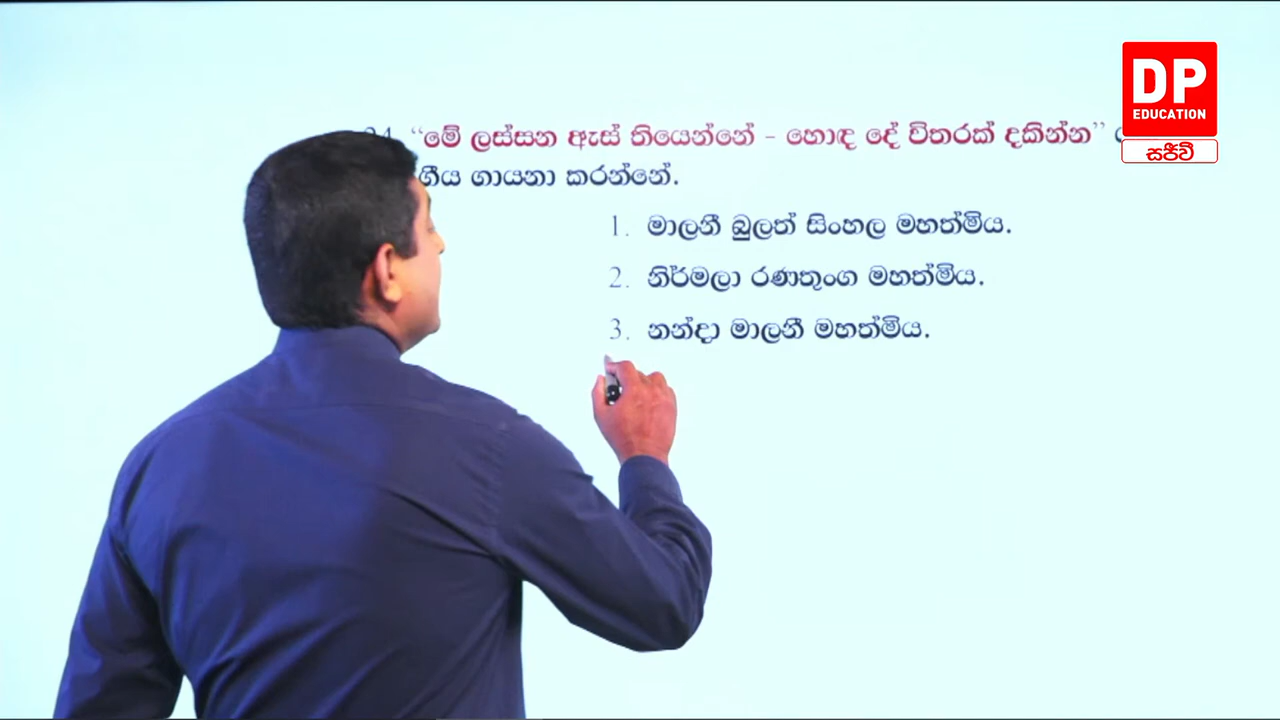 DP
EDUCATION
සජීවී
24. “මේ ලස්සන ඇස් තියෙන්නේ - හොඳ දේ විතරක් දකින්න”
ගීය ගායනා කරන්නේ.
1. මාලනී බුලත් සිංහල මහත්මිය.
2. නිර්මලා රණතුංග මහත්මිය.
3. නන්දා මාලනී මහත්මිය.